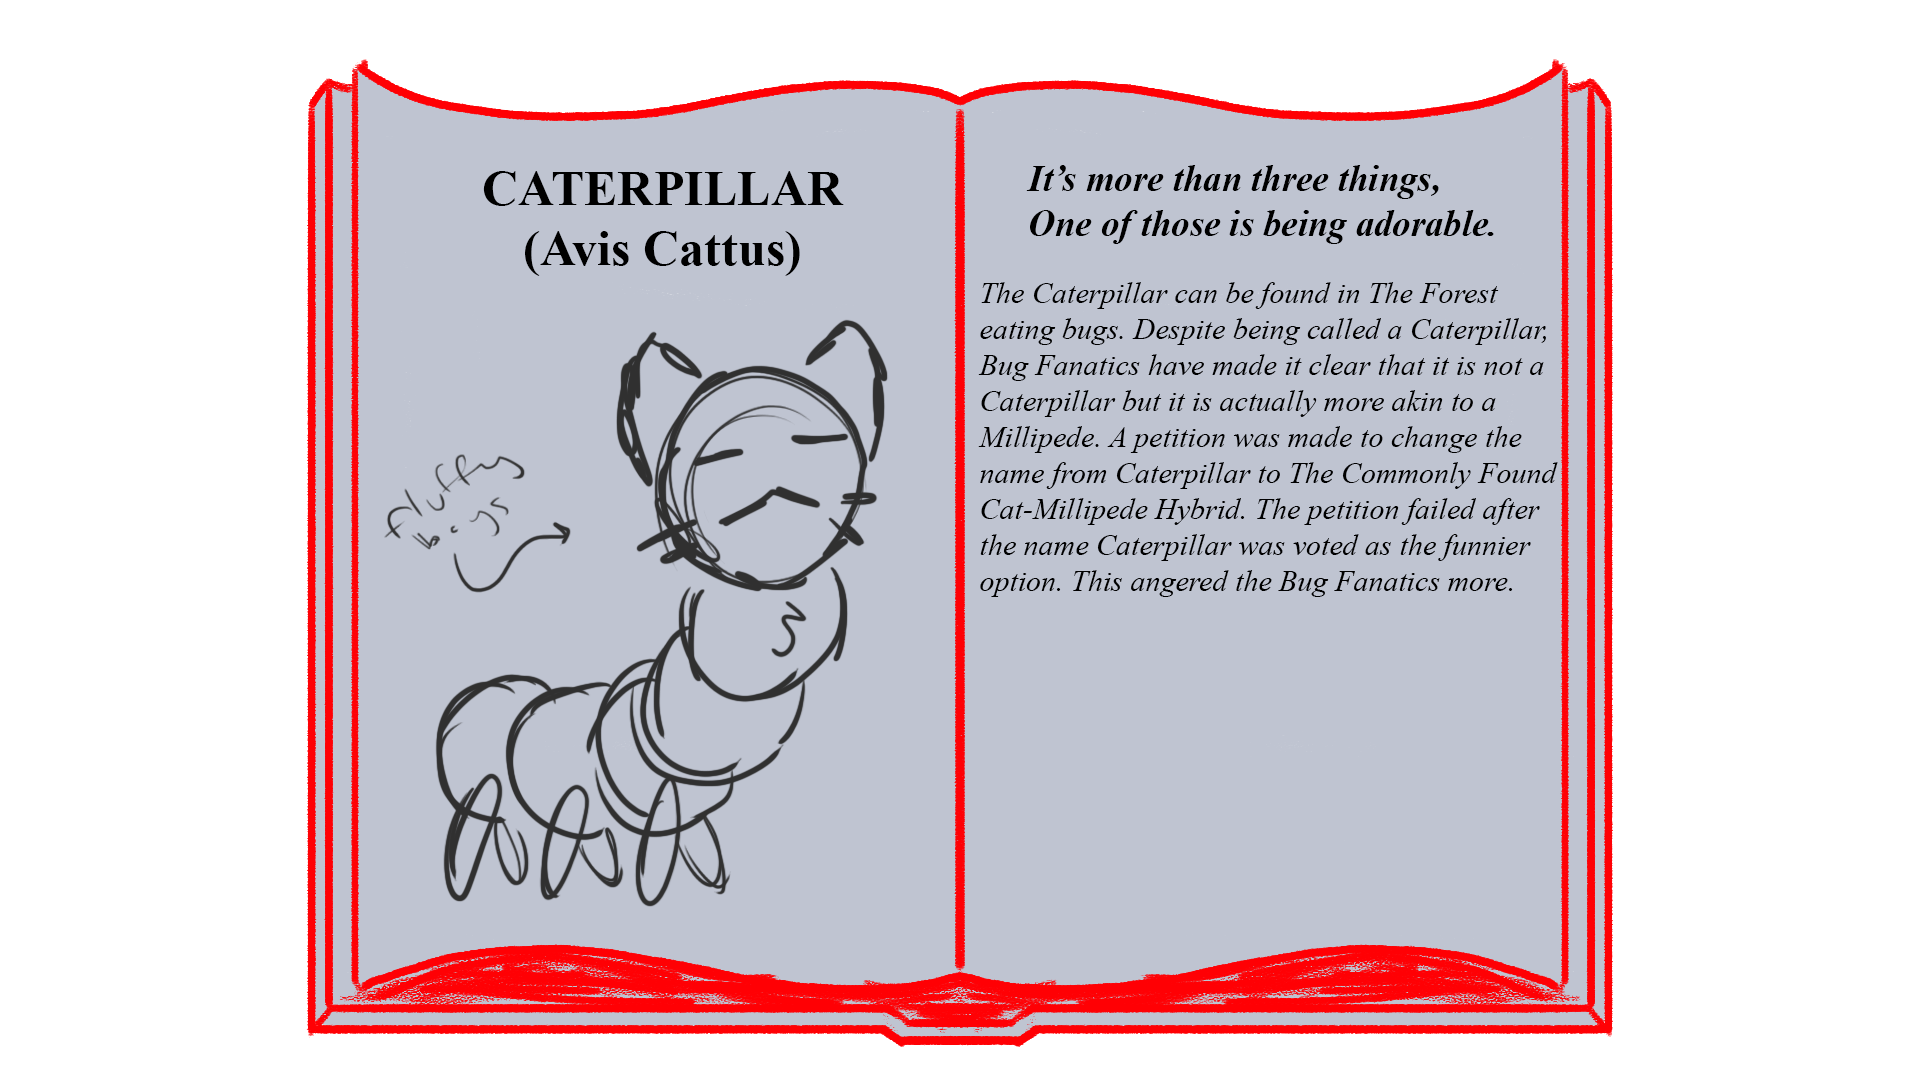 CATERPILLAR
(Avis Cattus)
fluffy
It’s more than three things,
One of those is being adorable.
The Caterpillar can be found in The Forest
eating bugs. Despite being called a Caterpillar,
Bug Fanatics have made it clear that it is not a
Caterpillar but it is actually more akin to a
Millipede. A petition was made to change the
name from Caterpillar to The Commonly Found
Cat-Millipede Hybrid. The petition failed after
the name Caterpillar was voted as the funnier
option. This angered the Bug Fanatics more.